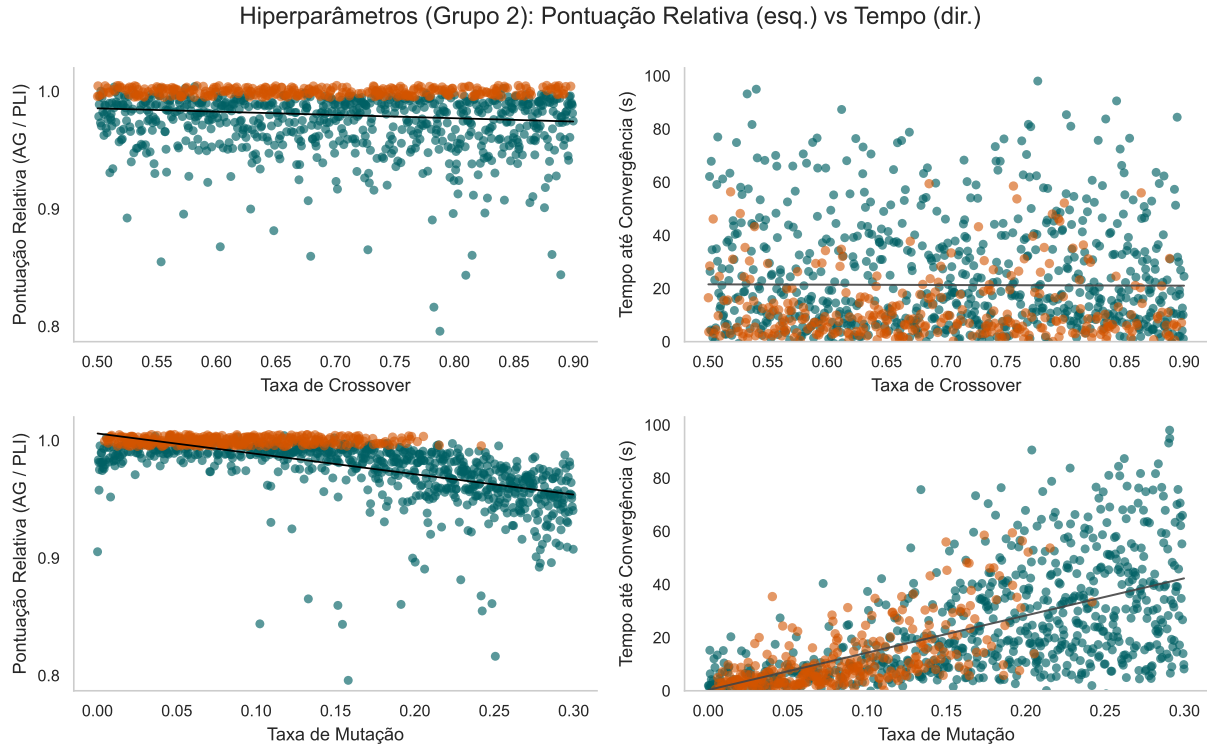 Hiperparâmetros (Grupo 2): Pontuação Relativa (esq.) vs Tempo (dir.)
Pontuação Relativa (AG / PLI)
1.0
0.9
0.8
0.50 0.55 0.60 0.65 0.70 0.75 0.80 0.85 0.90
Taxa de Crossover
Tempo até Convergência (s)
100
80
60
40
20
0
0.50 0.55 0.60 0.65 0.70 0.75 0.80 0.85 0.90
Taxa de Crossover
Pontuação Relativa (AG / PLI)
1.0
0.9
0.8
0.00 0.05 0.10 0.15 0.20 0.25 0.30
Taxa de Mutação
Tempo até Convergência (s)
100
80
60
40
20
0
0.00 0.05 0.10 0.15 0.20 0.25 0.30
Taxa de Mutação